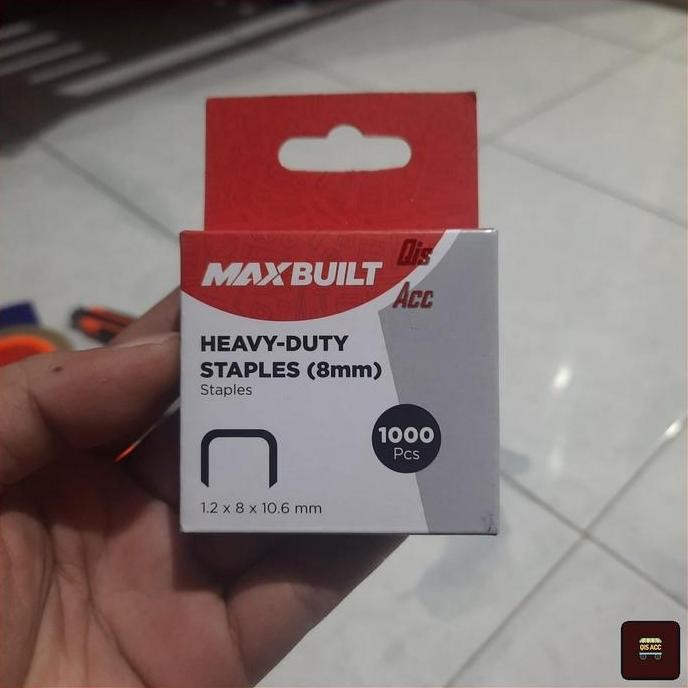 MAXBUILT
Qis
Acc
HEAVY-DUTY
STAPLES (8mm)
Staples
1000
Pcs
1.2 x 8 x 10.6 mm
QIS ACC